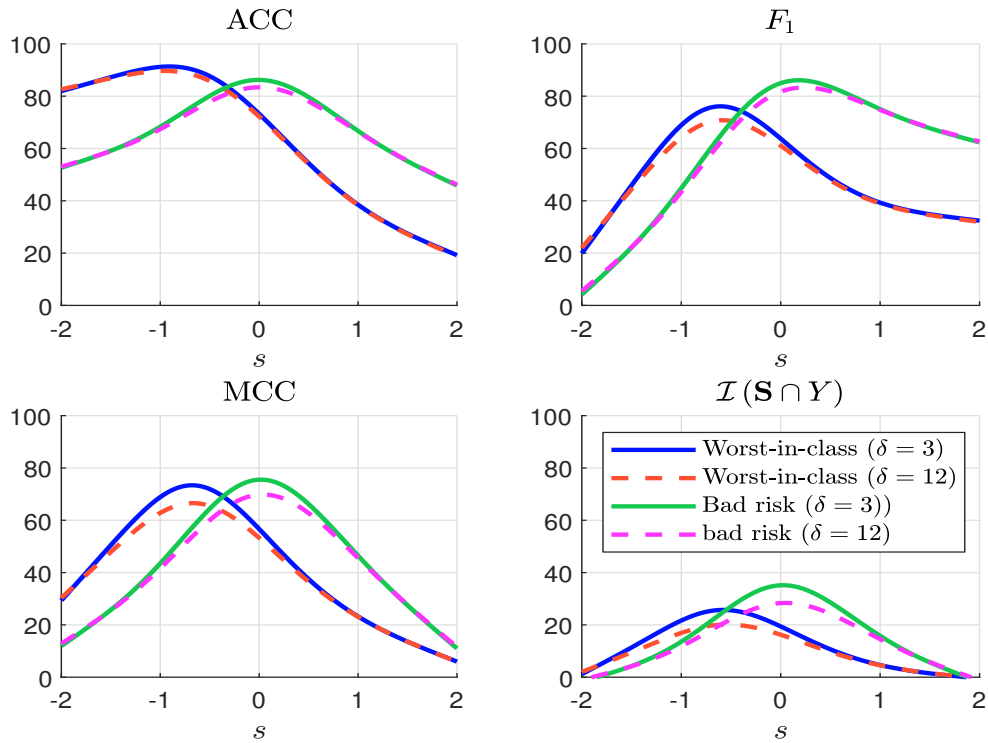 ACC
100
80
60
40
20
0
-2 -1 0 1 2
s
F₁
100
80
60
40
20
0
-2 -1 0 1 2
s
MCC
100
80
60
40
20
0
-2 -1 0 1 2
s
𝓘 (𝐒 ∩ Y)
100
80
60
40
20
0
Worst-in-class (δ = 3)
Worst-in-class (δ = 12)
Bad risk (δ = 3))
bad risk (δ = 12)
-2 -1 0 1 2
s